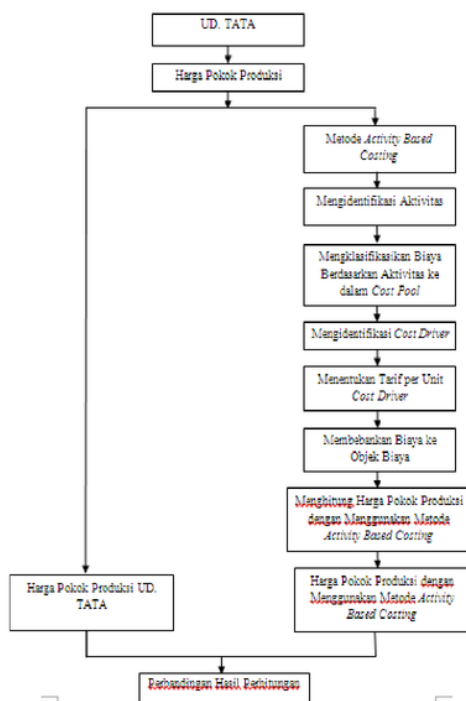 UD. TATA
Harga Pokok Produksi
Metode Activity Based
Costing
Mengidentifikasi Aktivitas
Mengklasifikasikan Biaya
Berdasarkan Aktivitas ke
dalam Cost Pool
Mengidentifikasi Cost Driver
Menentukan Tarif per Unit
Cost Driver
Membebankan Biaya ke
Objek Biaya
Menghitung Harga Pokok Produksi
dengan Menggunakan Metode
Activity Based Costing
Harga Pokok Produksi UD.
TATA
Harga Pokok Produksi dengan
Menggunakan Metode Activity
Based Costing
Perbandingan Hasil Perhitungan